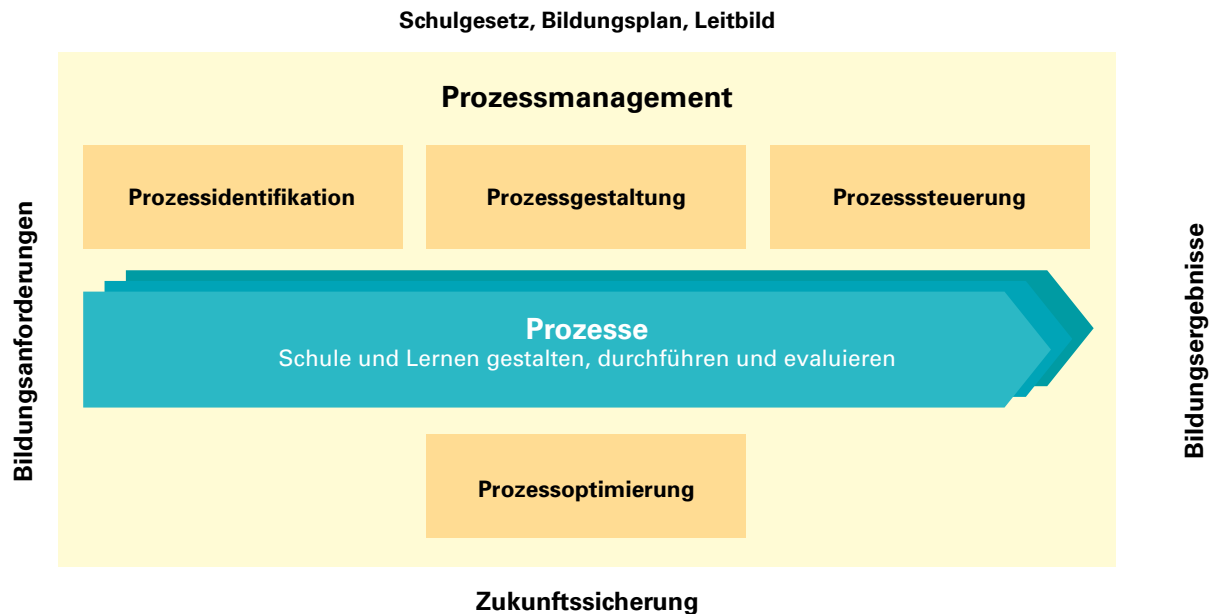 Schulgesetz, Bildungsplan, Leitbild
Prozessmanagement
Prozessidentifikation
Prozessgestaltung
Prozesssteuerung
Bildungsanforderungen
Prozesse
Schule und Lernen gestalten, durchführen und evaluieren
Bildungsergebnisse
Prozessoptimierung
Zukunftssicherung